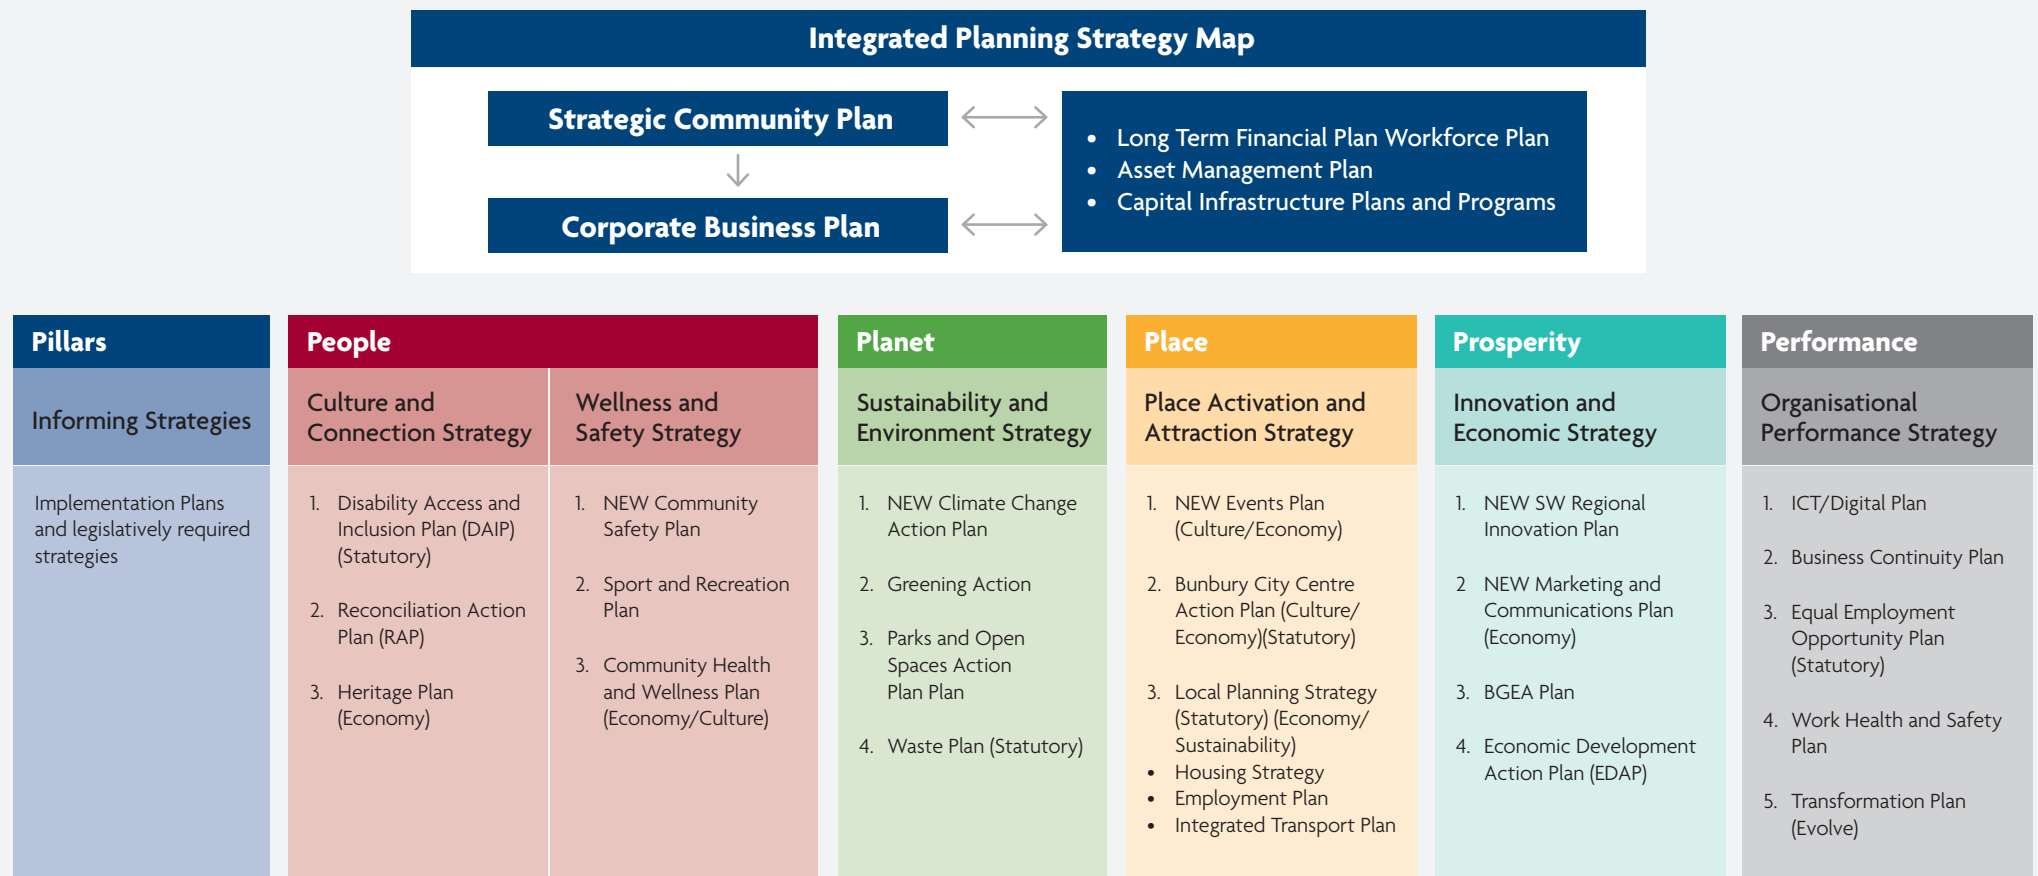 Integrated Planning Strategy Map
Strategic Community Plan
Corporate Business Plan
• Long Term Financial Plan Workforce Plan
• Asset Management Plan
• Capital Infrastructure Plans and Programs
Pillars
Informing Strategies
Implementation Plans
and legislatively required
strategies
People
Culture and
Connection Strategy
1. Disability Access and
Inclusion Plan (DAIP)
(Statutory)
2. Reconciliation Action
Plan (RAP)
3. Heritage Plan
(Economy)
Wellness and
Safety Strategy
1. NEW Community
Safety Plan
2. Sport and Recreation
Plan
3. Community Health
and Wellness Plan
(Economy/Culture)
Planet
Sustainability and
Environment Strategy
1. NEW Climate Change
Action Plan
2. Greening Action
3. Parks and Open
Spaces Action
Plan Plan
4. Waste Plan (Statutory)
Place
Place Activation and
Attraction Strategy
1. NEW Events Plan
(Culture/Economy)
2. Bunbury City Centre
Action Plan (Culture/
Economy)(Statutory)
3. Local Planning Strategy
(Statutory) (Economy/
Sustainability)
• Housing Strategy
• Employment Plan
• Integrated Transport Plan
Prosperity
Innovation and
Economic Strategy
1. NEW SW Regional
Innovation Plan
2 NEW Marketing and
Communications Plan
(Economy)
3. BGEA Plan
4. Economic Development
Action Plan (EDAP)
Performance
Organisational
Performance Strategy
1. ICT/Digital Plan
2. Business Continuity Plan
3. Equal Employment
Opportunity Plan
(Statutory)
4. Work Health and Safety
Plan
5. Transformation Plan
(Evolve)